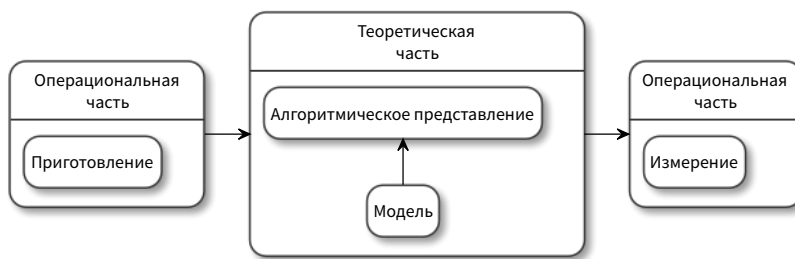 Операциональная
часть
Приготовление
Теоретическая
часть
Алгоритмическое представление
Модель
Операциональная
часть
Измерение